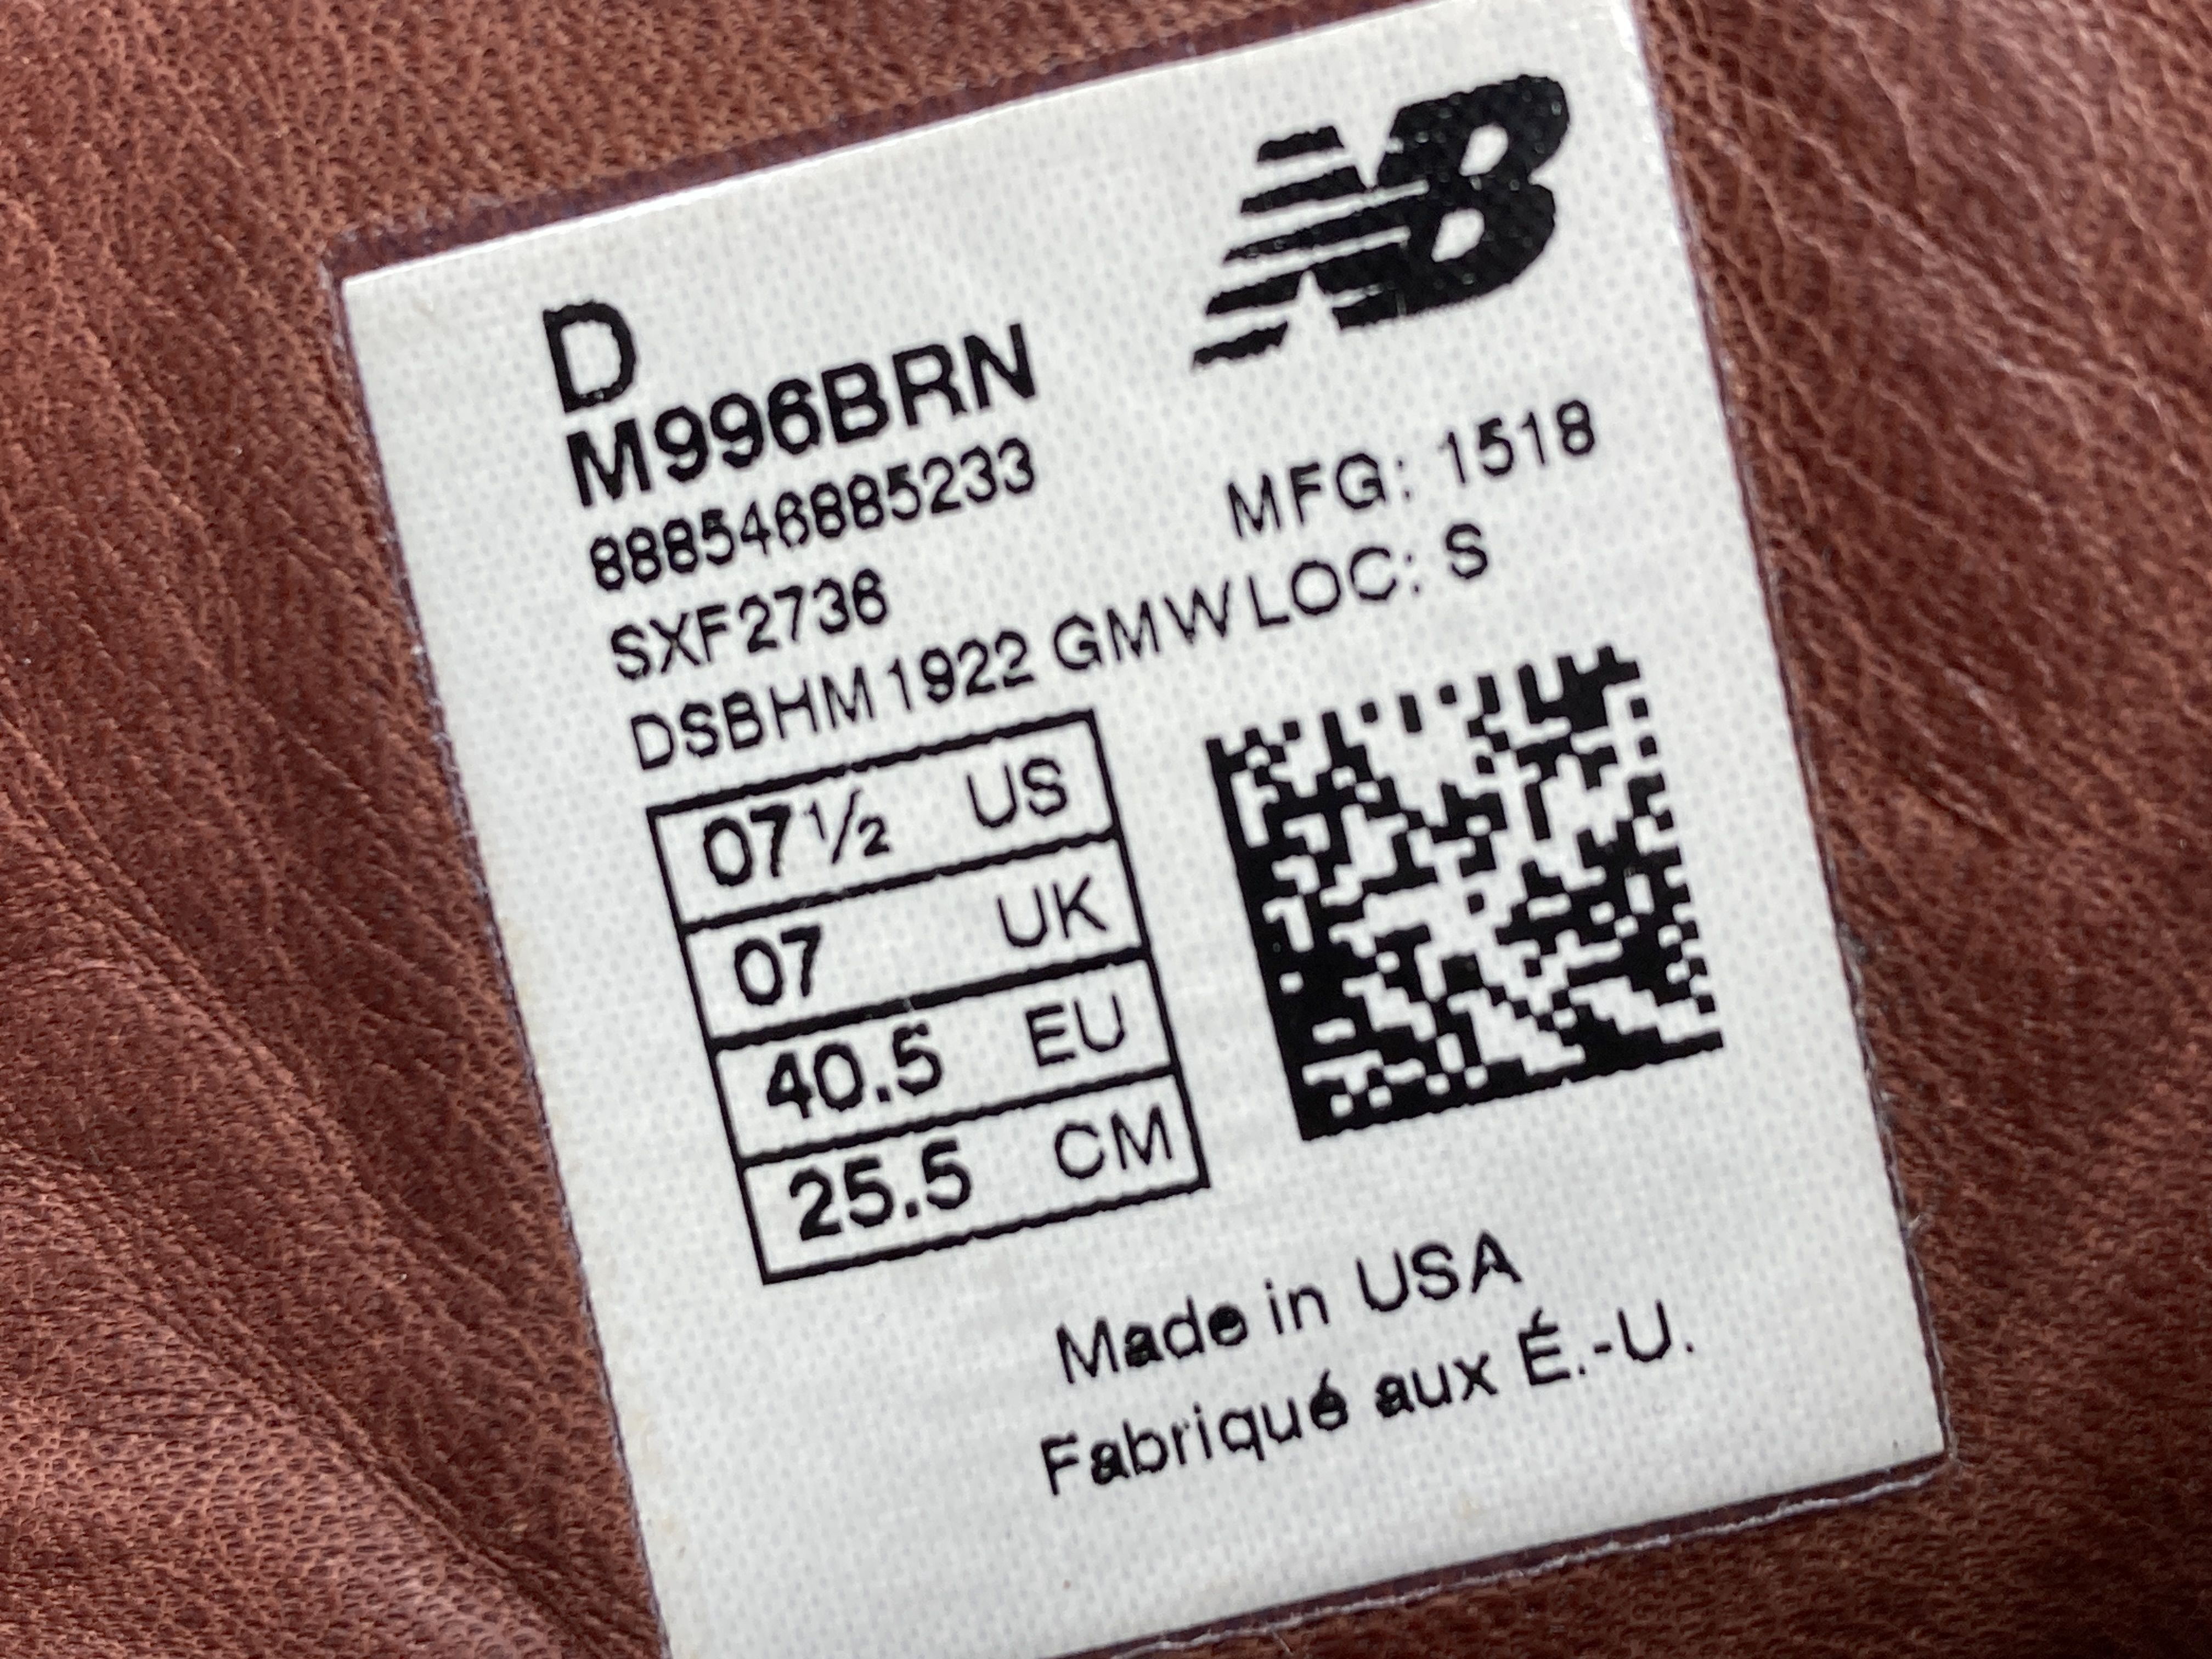 NB
D
M996BRN
888546885233
MFG: 1518
SXF2736
DSBHM1922 GMW LOC: S
07½ US
07 UK
40.5 EU
25.5 CM
Made in USA
Fabriqué aux É.-U.